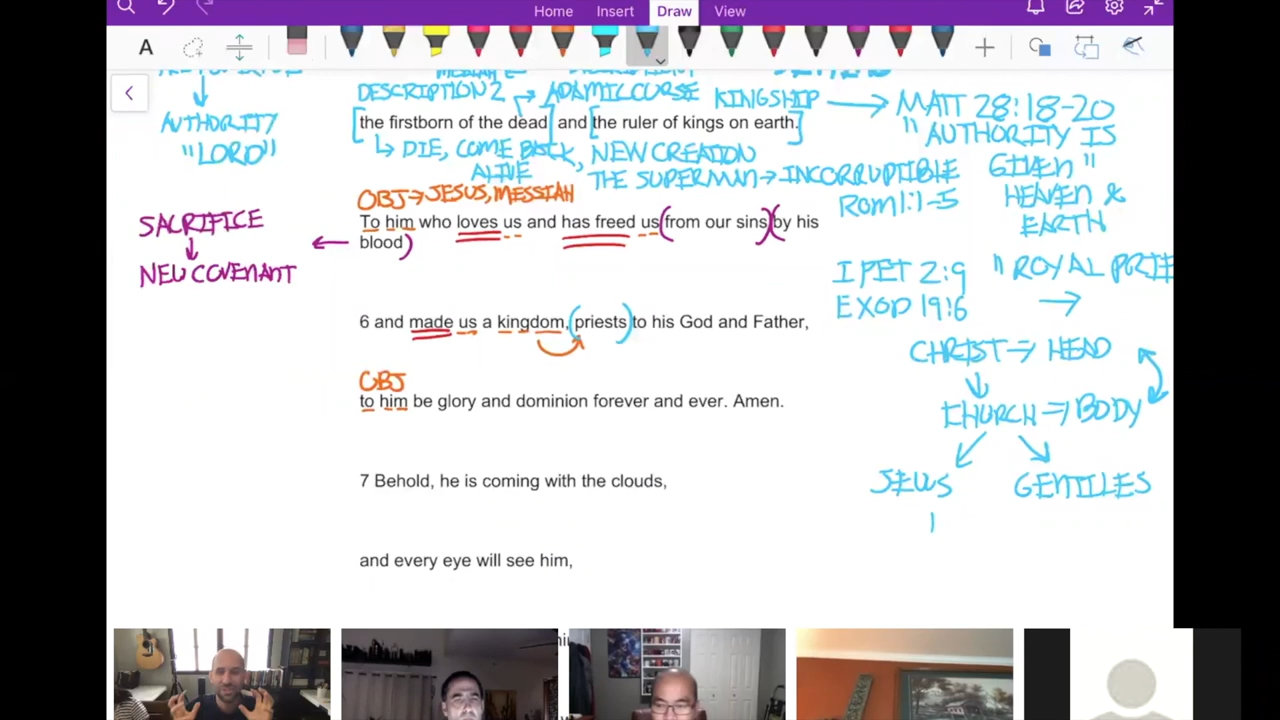 Home Insert Draw View
A
DESCRIPTION 2 → ADAMIC CURSE KINGSHIP → MATT 28:18-20
AUTHORITY
"LORD"
[the firstborn of the dead] and [the ruler of kings on earth.]
"AUTHORITY IS
GIVEN"
HEAVEN &
EARTH
DIE, COME BACK, NEW CREATION
ALIVE
THE SUPERMAN → INCORRUPTIBLE
Rom 1:1-5
OBJ → JESUS, MESSIAH
To him who loves us and has freed us (from our sins)(by his
blood)
SACRIFICE
NEW COVENANT
I PET 2:9 "ROYAL PRIE
EXOD 19:6 →
6 and made us a kingdom, (priests) to his God and Father,
CHRIST → HEAD
CHURCH → BODY
JEWS GENTILES
OBJ
to him be glory and dominion forever and ever. Amen.
7 Behold, he is coming with the clouds,
and every eye will see him,